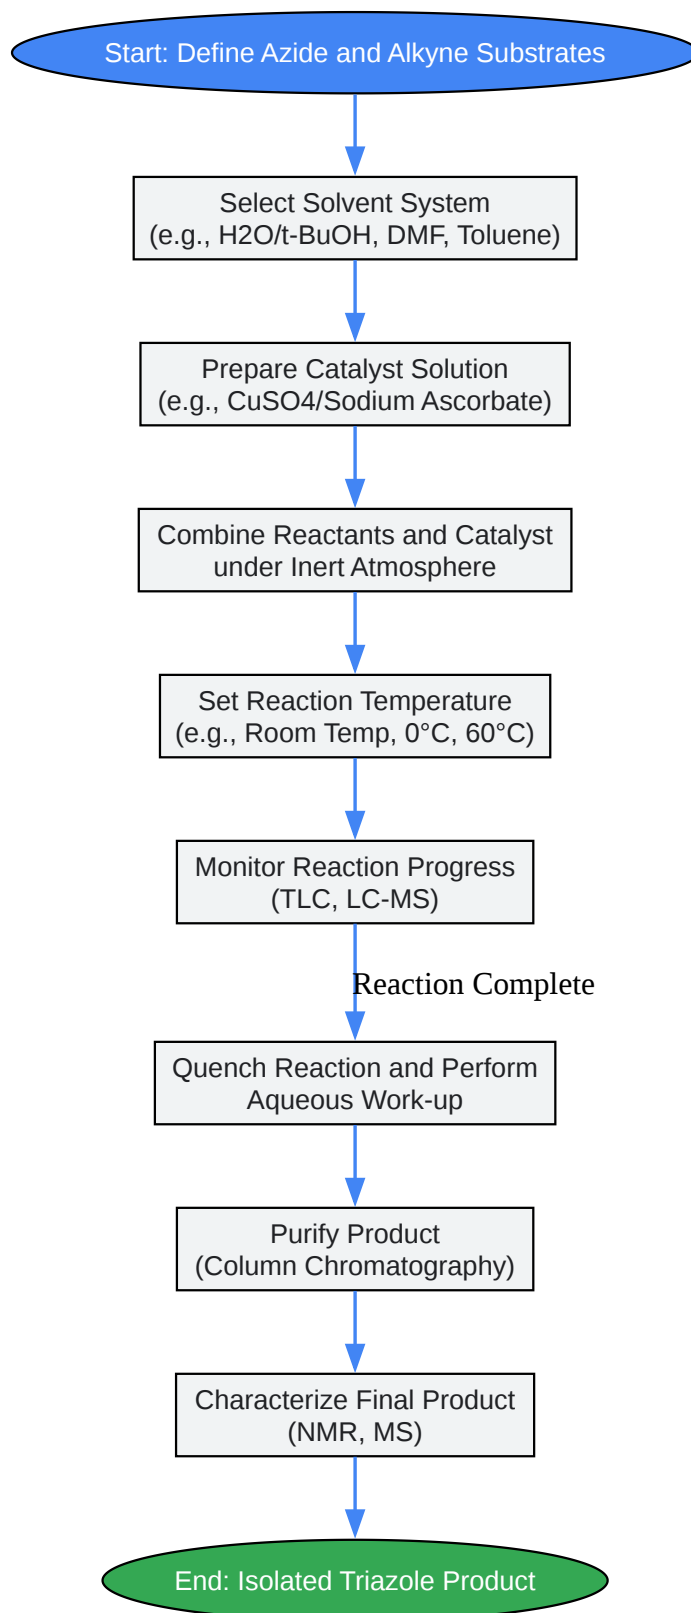 Start: Define Azide and Alkyne Substrates
Select Solvent System
(e.g., H2O/t-BuOH, DMF, Toluene)
Prepare Catalyst Solution
(e.g., CuSO4/Sodium Ascorbate)
Combine Reactants and Catalyst
under Inert Atmosphere
Set Reaction Temperature
(e.g., Room Temp, 0°C, 60°C)
Monitor Reaction Progress
(TLC, LC-MS)
Reaction Complete
Quench Reaction and Perform
Aqueous Work-up
Purify Product
(Column Chromatography)
Characterize Final Product
(NMR, MS)
End: Isolated Triazole Product